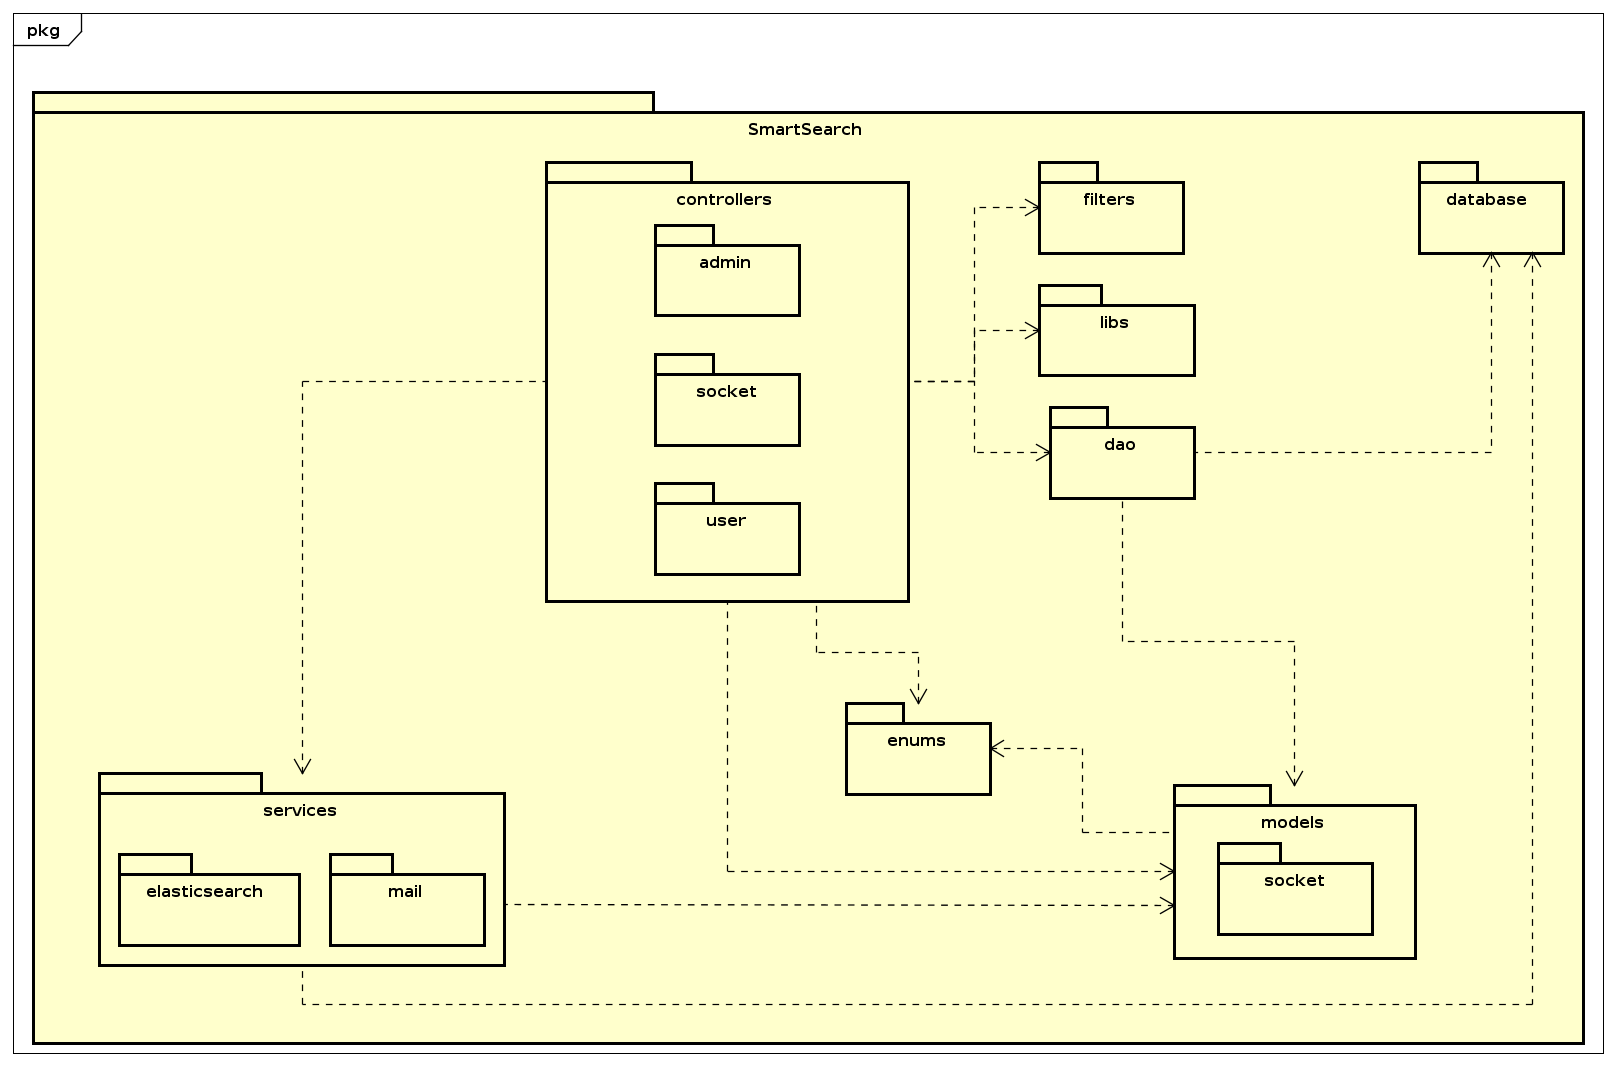 pkg
SmartSearch
controllers
admin
socket
user
filters
libs
dao
database
enums
services
elasticsearch
mail
models
socket